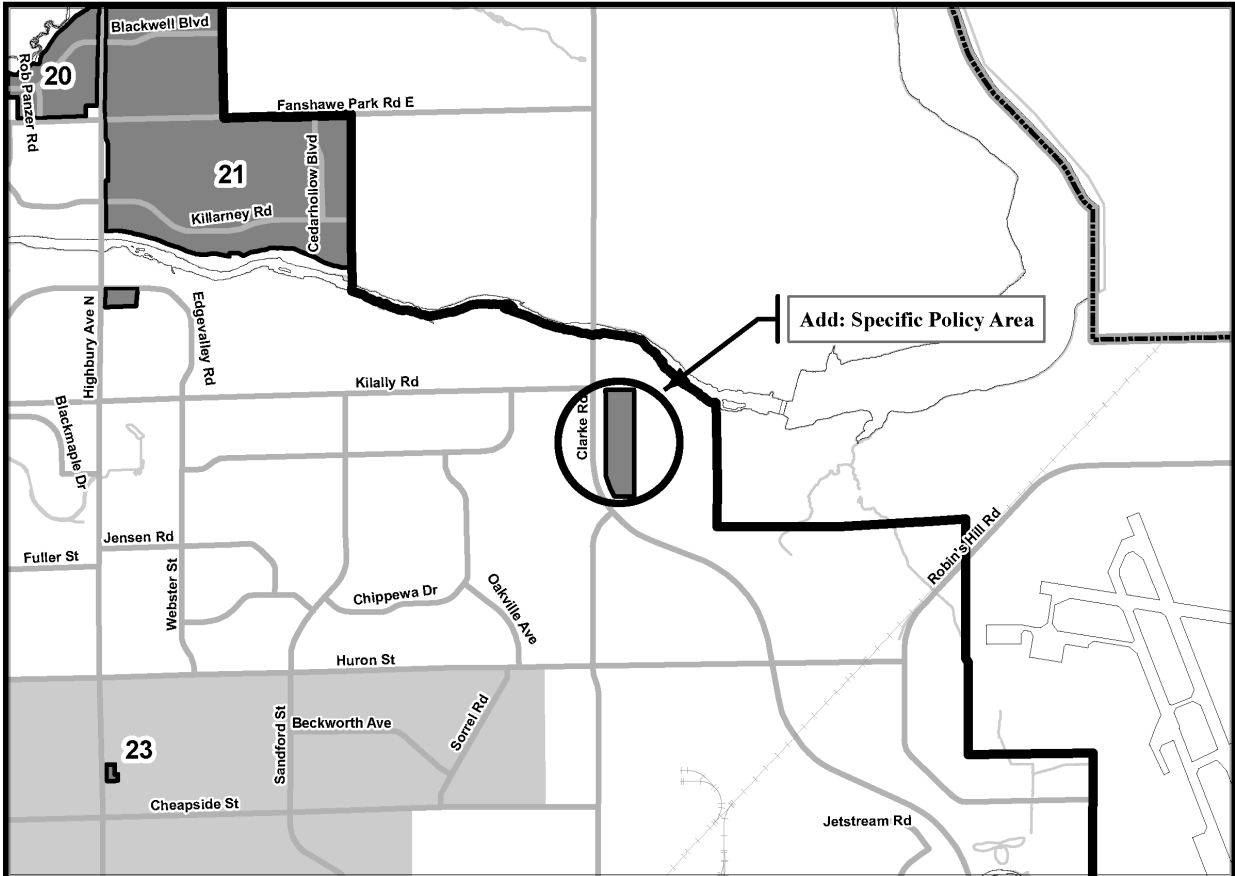 Blackwell Blvd
20
Rob Panzer Rd
Fanshawe Park Rd E
21
Cedarhollow Blvd
Killarney Rd
Highbury Ave N
Edgevalley Rd
Add: Specific Policy Area
Kilally Rd
Clarke Rd
Blackmaple Dr
Jensen Rd
Fuller St
Webster St
Chippewa Dr
Oakville Ave
Robin's Hill Rd
Huron St
Sandford St
Beckworth Ave
Sorrel Rd
23
Cheapside St
Jetstream Rd